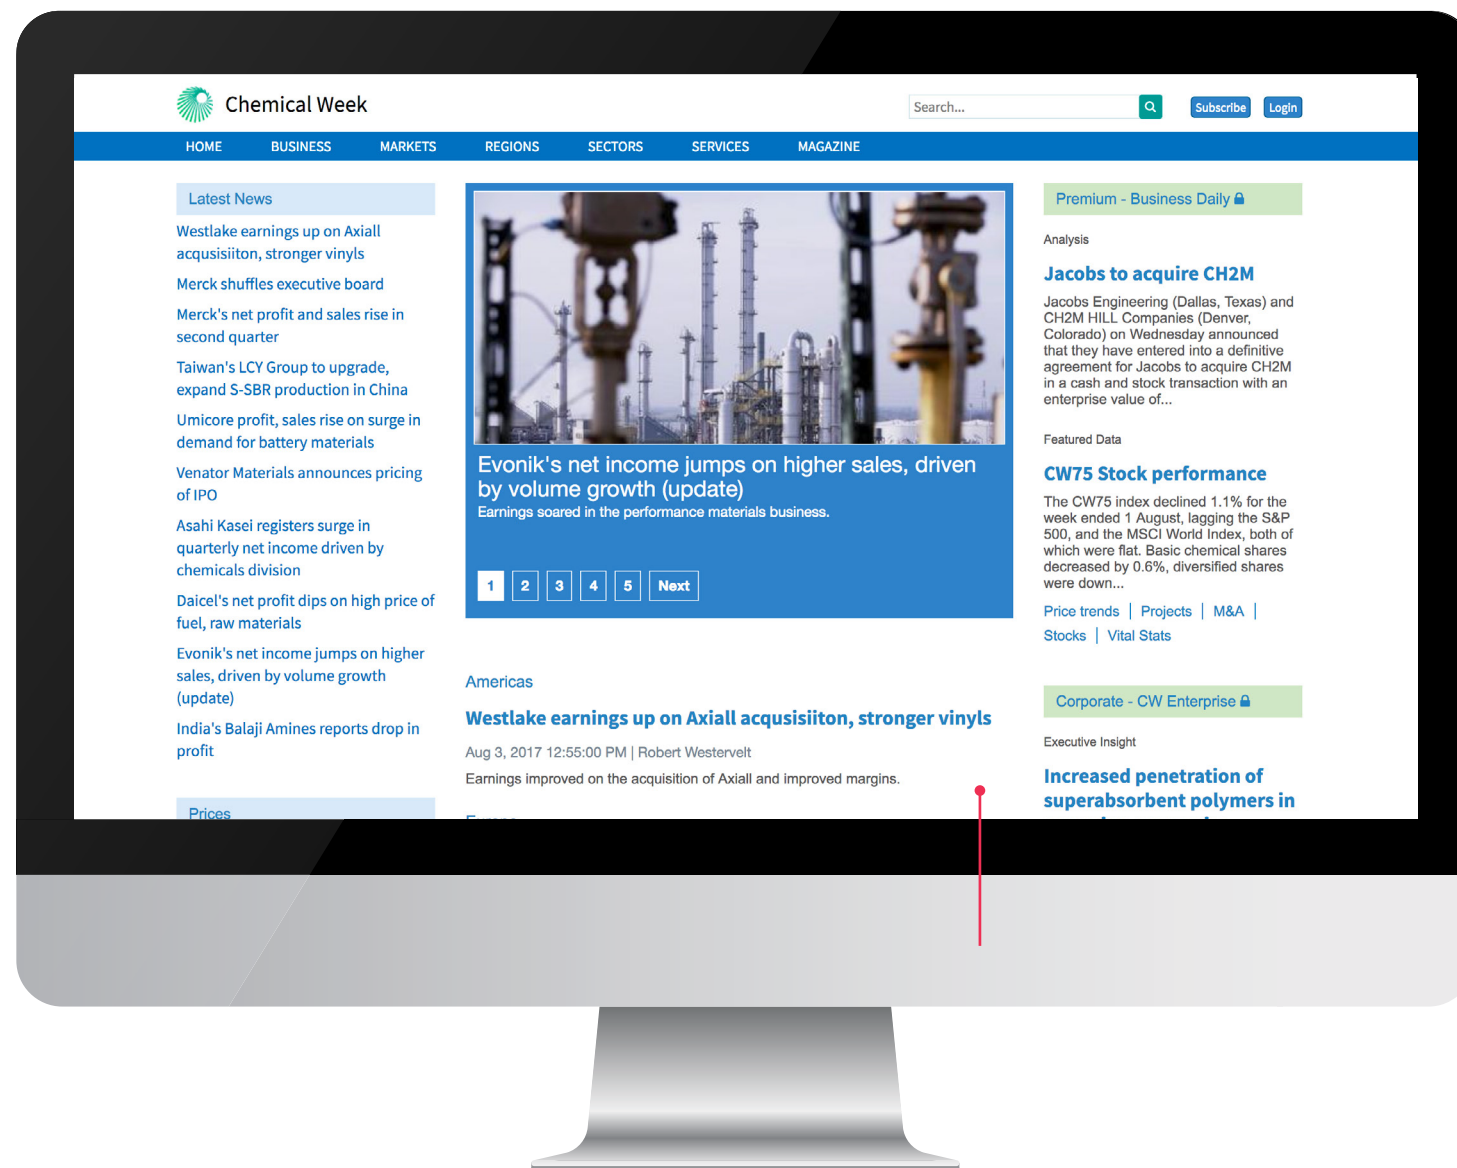 Chemical Week
Search...
Subscribe
Login
HOME BUSINESS MARKETS REGIONS SECTORS SERVICES MAGAZINE
Latest News
Westlake earnings up on Axiall
acqusisiiton, stronger vinyls
Merck shuffles executive board
Merck's net profit and sales rise in
second quarter
Taiwan's LCY Group to upgrade,
expand S-SBR production in China
Umicore profit, sales rise on surge in
demand for battery materials
Venator Materials announces pricing
of IPO
Asahi Kasei registers surge in
quarterly net income driven by
chemicals division
Daicel's net profit dips on high price of
fuel, raw materials
Evonik's net income jumps on higher
sales, driven by volume growth
(update)
India's Balaji Amines reports drop in
profit
Prices
Evonik's net income jumps on higher sales, driven
by volume growth (update)
Earnings soared in the performance materials business.
1 2 3 4 5 Next
Americas
Westlake earnings up on Axiall acqusisiiton, stronger vinyls
Aug 3, 2017 12:55:00 PM | Robert Westervelt
Earnings improved on the acquisition of Axiall and improved margins.
Premium - Business Daily
Analysis
Jacobs to acquire CH2M
Jacobs Engineering (Dallas, Texas) and
CH2M HILL Companies (Denver,
Colorado) on Wednesday announced
that they have entered into a definitive
agreement for Jacobs to acquire CH2M
in a cash and stock transaction with an
enterprise value of...
Featured Data
CW75 Stock performance
The CW75 index declined 1.1% for the
week ended 1 August, lagging the S&P
500, and the MSCI World Index, both of
which were flat. Basic chemical shares
decreased by 0.6%, diversified shares
were down...
Price trends | Projects | M&A |
Stocks | Vital Stats
Corporate - CW Enterprise
Executive Insight
Increased penetration of
superabsorbent polymers in